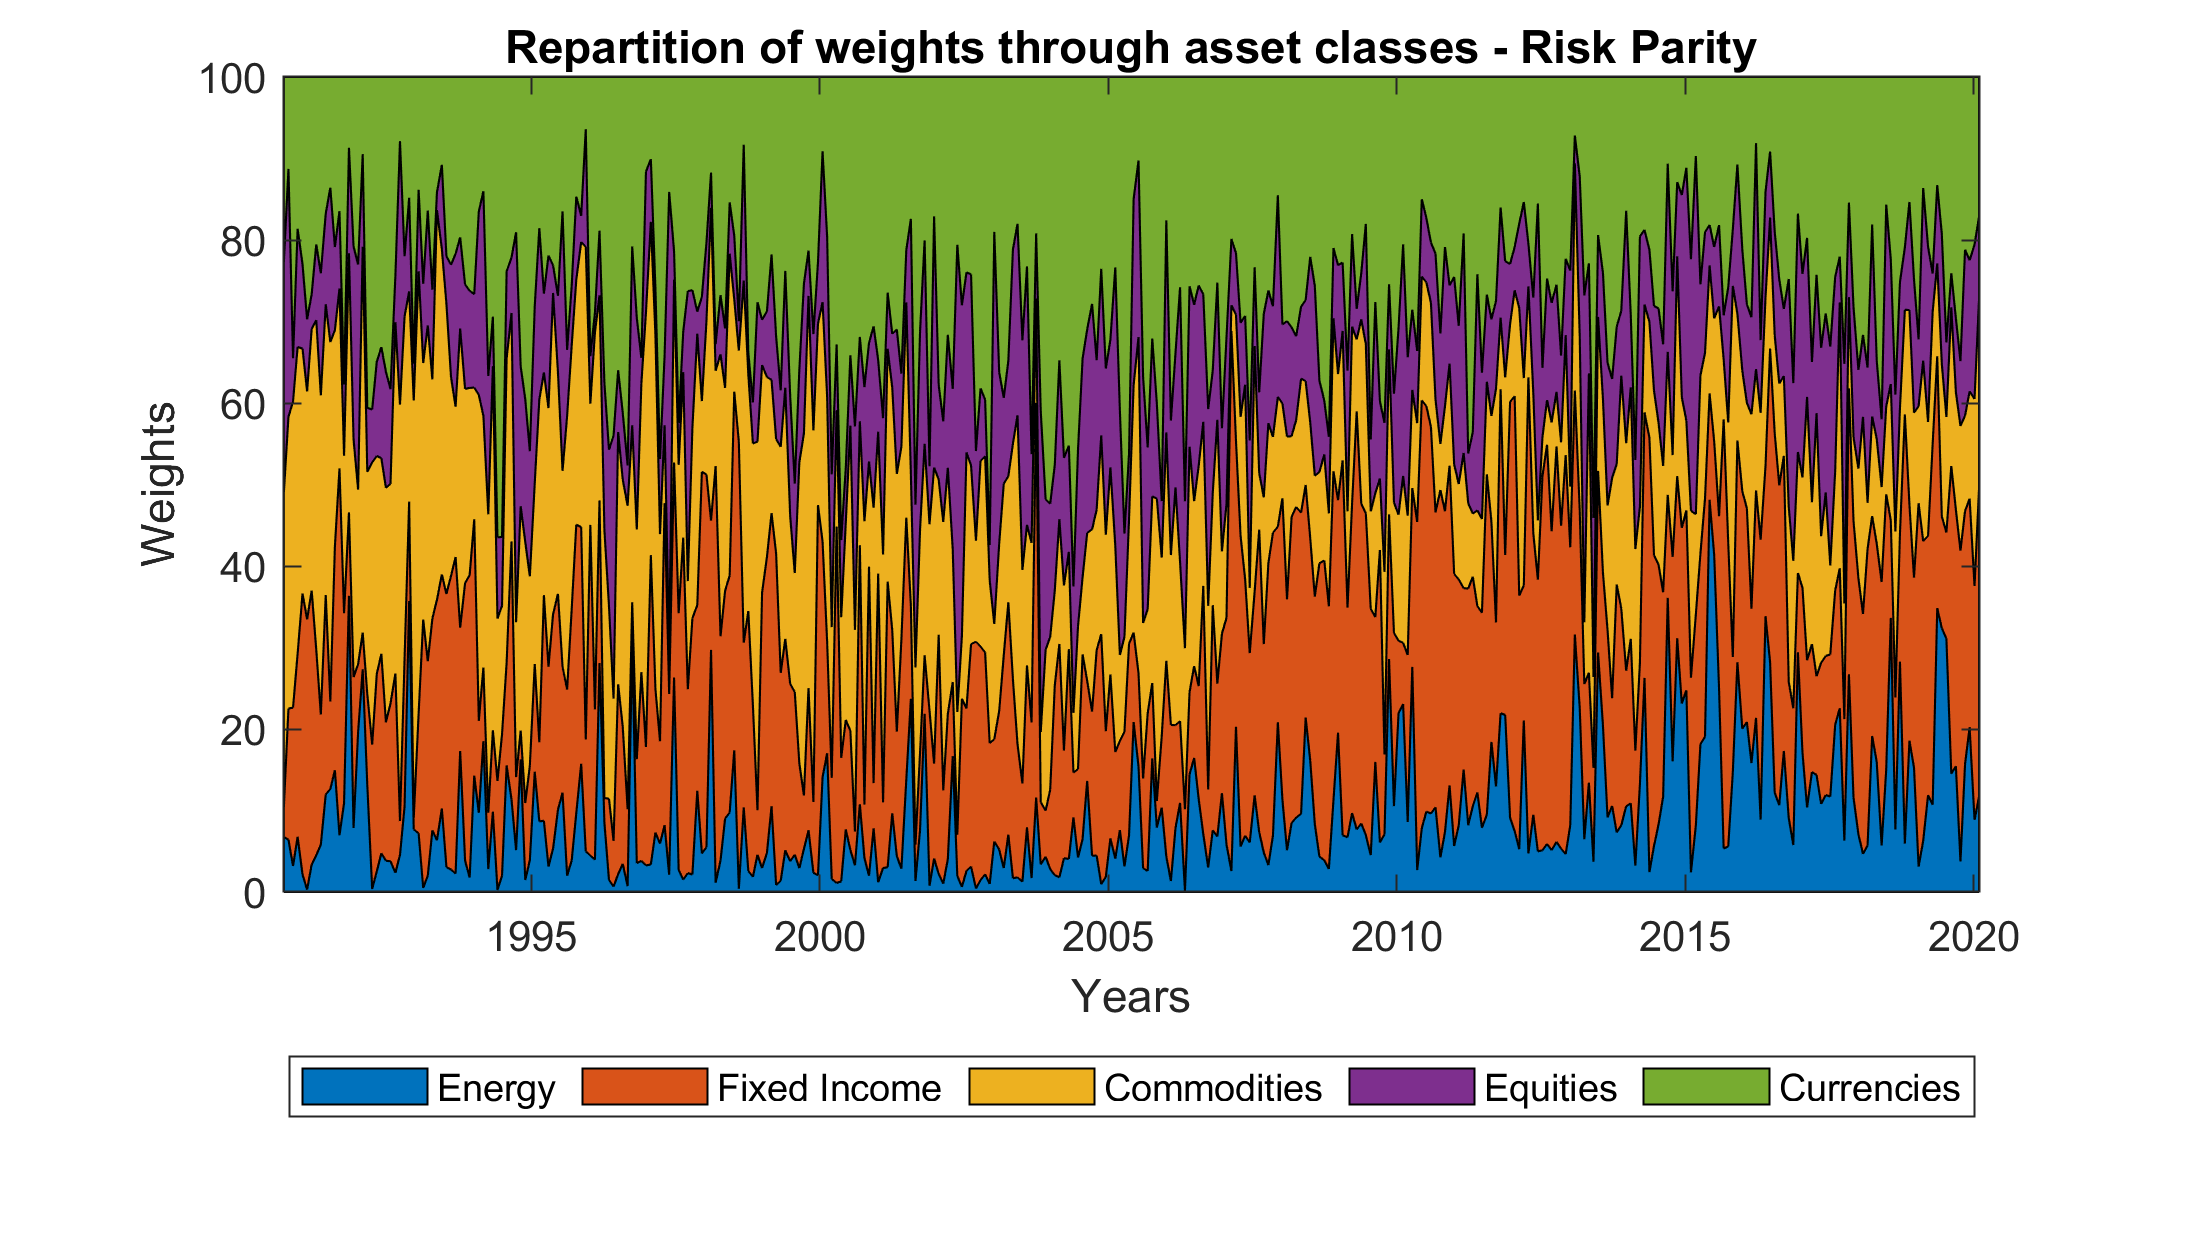 Repartition of weights through asset classes - Risk Parity
100
80
60
40
20
0
Weights
1995 2000 2005 2010 2015 2020
Years
Energy Fixed Income Commodities Equities Currencies